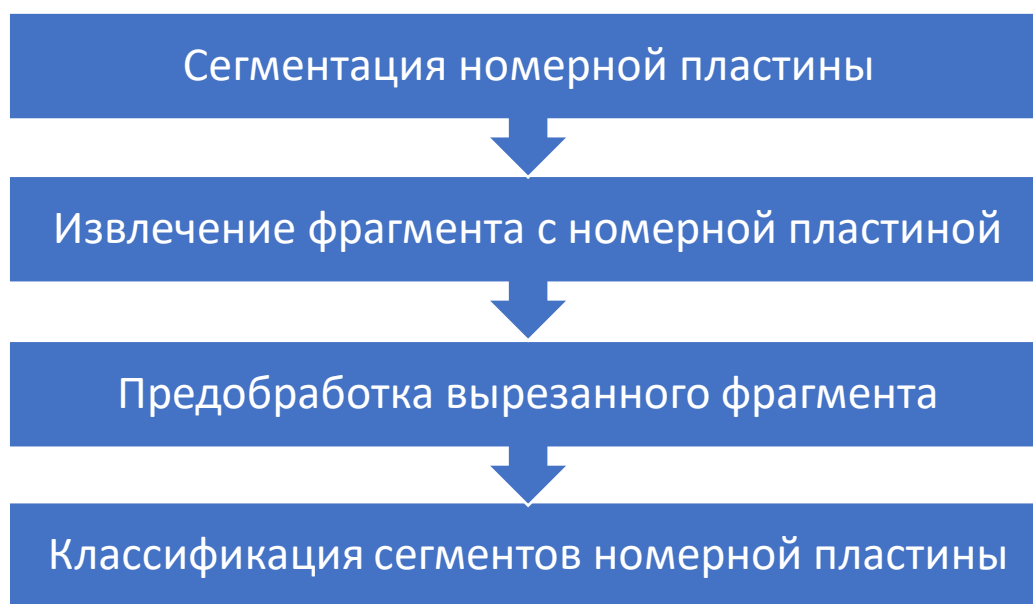 Сегментация номерной пластины
Извлечение фрагмента с номерной пластиной
Предобработка вырезанного фрагмента
Классификация сегментов номерной пластины